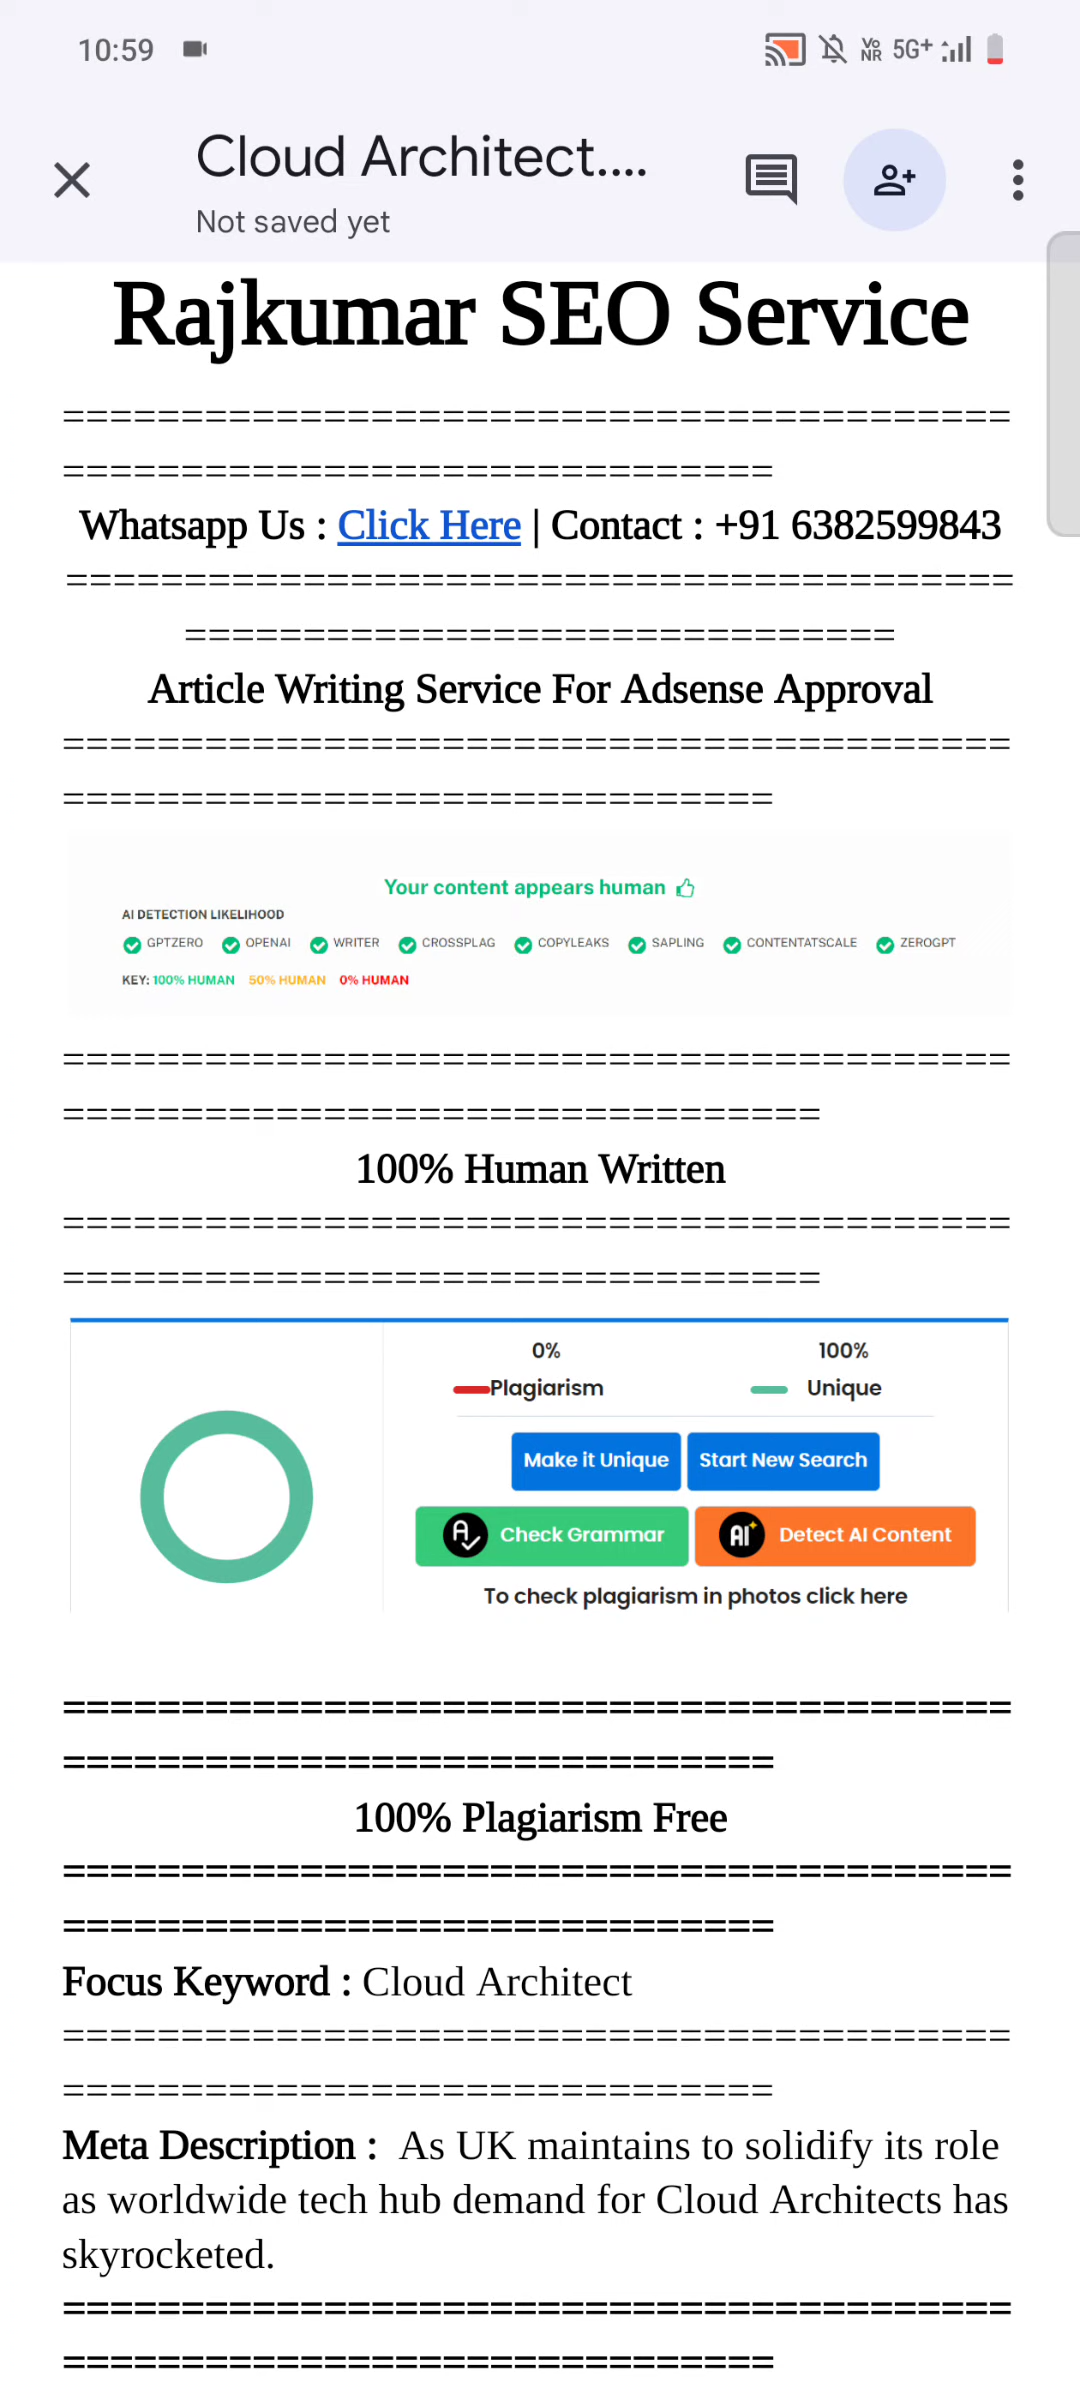 10:59
Vo NR 5G+
Cloud Architect....
Not saved yet
Rajkumar SEO Service
========================================
==============================
Whatsapp Us : Click Here | Contact : +91 6382599843
========================================
==============================
Article Writing Service For Adsense Approval
========================================
==============================
Your content appears human
AI DETECTION LIKELIHOOD
GPTZERO OPENAI WRITER CROSSPLAG COPYLEAKS SAPLING CONTENTATSCALE ZEROGPT
KEY: 100% HUMAN 50% HUMAN 0% HUMAN
========================================
================================
100% Human Written
========================================
================================
0% 100%
Plagiarism Unique
Make it Unique Start New Search
Check Grammar AI Detect AI Content
To check plagiarism in photos click here
========================================
==============================
100% Plagiarism Free
========================================
==============================
Focus Keyword : Cloud Architect
========================================
==============================
Meta Description : As UK maintains to solidify its role
as worldwide tech hub demand for Cloud Architects has
skyrocketed.
========================================
==============================